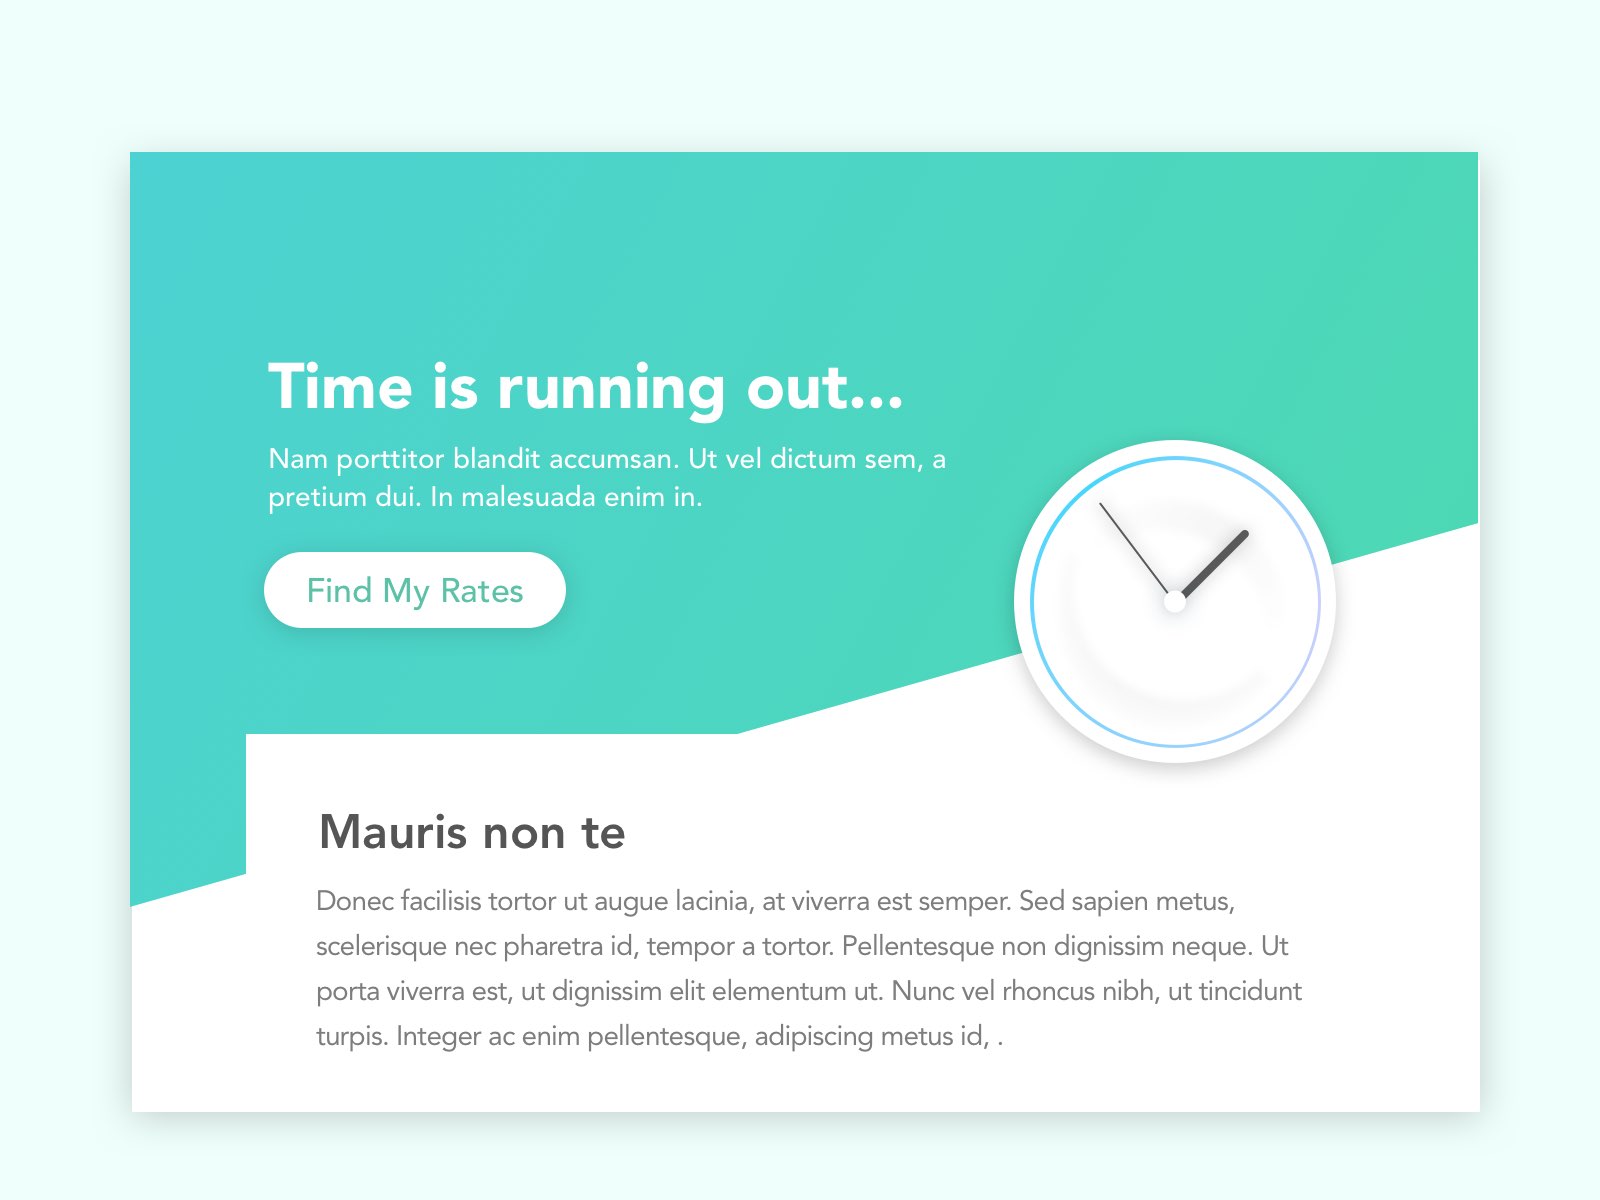 Time is running out...
Nam porttitor blandit accumsan. Ut vel dictum sem, a
pretium dui. In malesuada enim in.
Find My Rates
Mauris non te
Donec facilisis tortor ut augue lacinia, at viverra est semper. Sed sapien metus,
scelerisque nec pharetra id, tempor a tortor. Pellentesque non dignissim neque. Ut
porta viverra est, ut dignissim elit elementum ut. Nunc vel rhoncus nibh, ut tincidunt
turpis. Integer ac enim pellentesque, adipiscing metus id, .